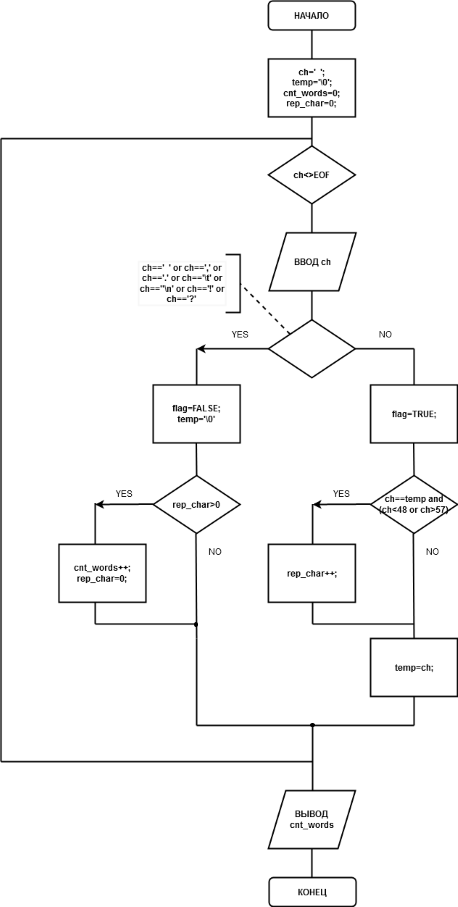 НАЧАЛО
ch=' ';
temp='\0';
cnt_words=0;
rep_char=0;
ch<>EOF
ВВОД ch
ch==' ' or ch==',' or
ch=='.' or ch=='\t' or
ch=='\n' or ch=='!' or
ch=='?'
YES
NO
flag=FALSE;
temp='\0'
flag=TRUE;
YES
rep_char>0
NO
YES
ch==temp and
(ch<48 or ch>57)
NO
cnt_words++;
rep_char=0;
rep_char++;
temp=ch;
ВЫВОД
cnt_words
КОНЕЦ